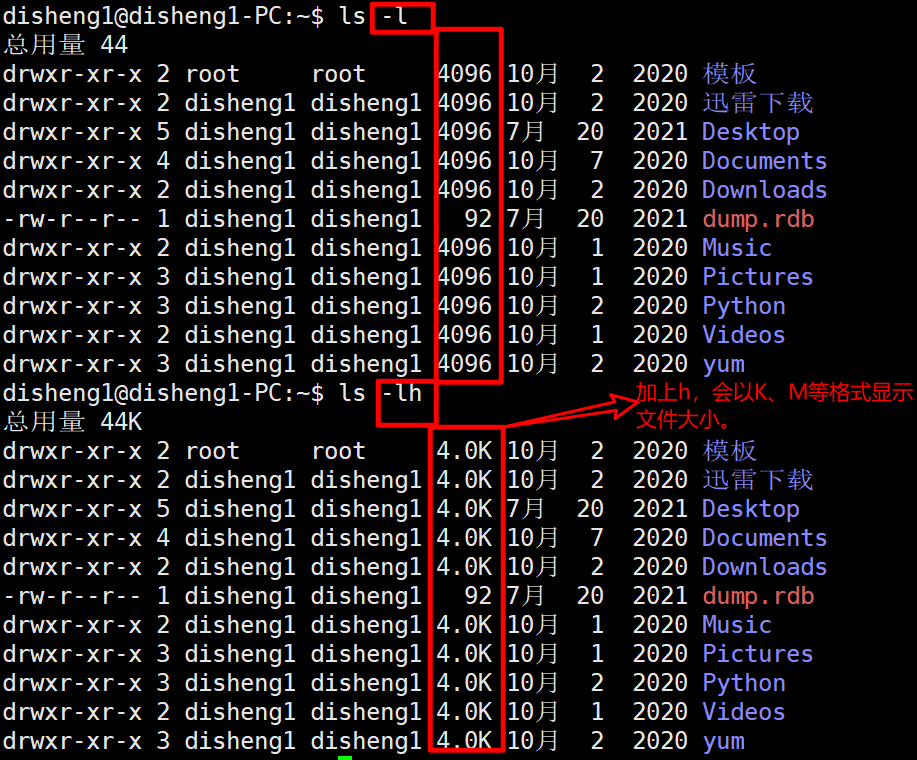 disheng1@disheng1-PC:~$ ls -l
总用量 44
drwxr-xr-x 2 root     root     4096 10月  2  2020 模板
drwxr-xr-x 2 disheng1 disheng1 4096 10月  2  2020 迅雷下载
drwxr-xr-x 5 disheng1 disheng1 4096 7月  20  2021 Desktop
drwxr-xr-x 4 disheng1 disheng1 4096 10月  7  2020 Documents
drwxr-xr-x 2 disheng1 disheng1 4096 10月  2  2020 Downloads
-rw-r--r-- 1 disheng1 disheng1   92 7月  20  2021 dump.rdb
drwxr-xr-x 2 disheng1 disheng1 4096 10月  1  2020 Music
drwxr-xr-x 3 disheng1 disheng1 4096 10月  1  2020 Pictures
drwxr-xr-x 3 disheng1 disheng1 4096 10月  2  2020 Python
drwxr-xr-x 2 disheng1 disheng1 4096 10月  1  2020 Videos
drwxr-xr-x 3 disheng1 disheng1 4096 10月  2  2020 yum
disheng1@disheng1-PC:~$ ls -lh
加上h，会以K、M等格式显示
文件大小。
总用量 44K
drwxr-xr-x 2 root     root     4.0K 10月  2  2020 模板
drwxr-xr-x 2 disheng1 disheng1 4.0K 10月  2  2020 迅雷下载
drwxr-xr-x 5 disheng1 disheng1 4.0K 7月  20  2021 Desktop
drwxr-xr-x 4 disheng1 disheng1 4.0K 10月  7  2020 Documents
drwxr-xr-x 2 disheng1 disheng1 4.0K 10月  2  2020 Downloads
-rw-r--r-- 1 disheng1 disheng1   92 7月  20  2021 dump.rdb
drwxr-xr-x 2 disheng1 disheng1 4.0K 10月  1  2020 Music
drwxr-xr-x 3 disheng1 disheng1 4.0K 10月  1  2020 Pictures
drwxr-xr-x 3 disheng1 disheng1 4.0K 10月  2  2020 Python
drwxr-xr-x 2 disheng1 disheng1 4.0K 10月  1  2020 Videos
drwxr-xr-x 3 disheng1 disheng1 4.0K 10月  2  2020 yum